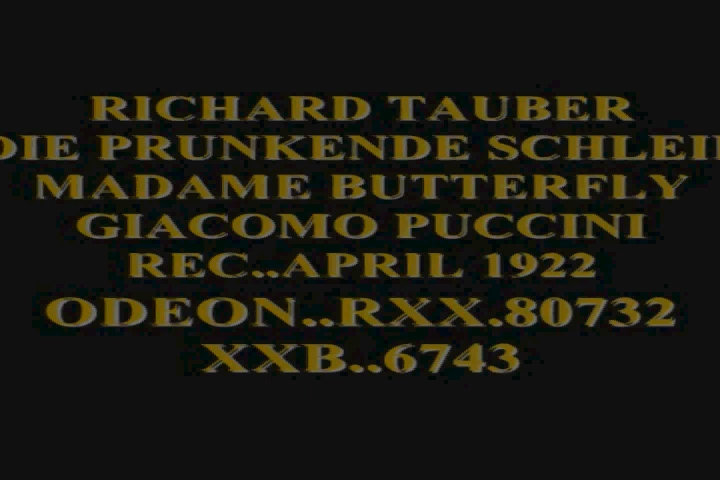 RICHARD TAUBER
DIE PRUNKENDE SCHLEI
MADAME BUTTERFLY
GIACOMO PUCCINI
REC..APRIL 1922
ODEON..RXX.80732
XXB..6743